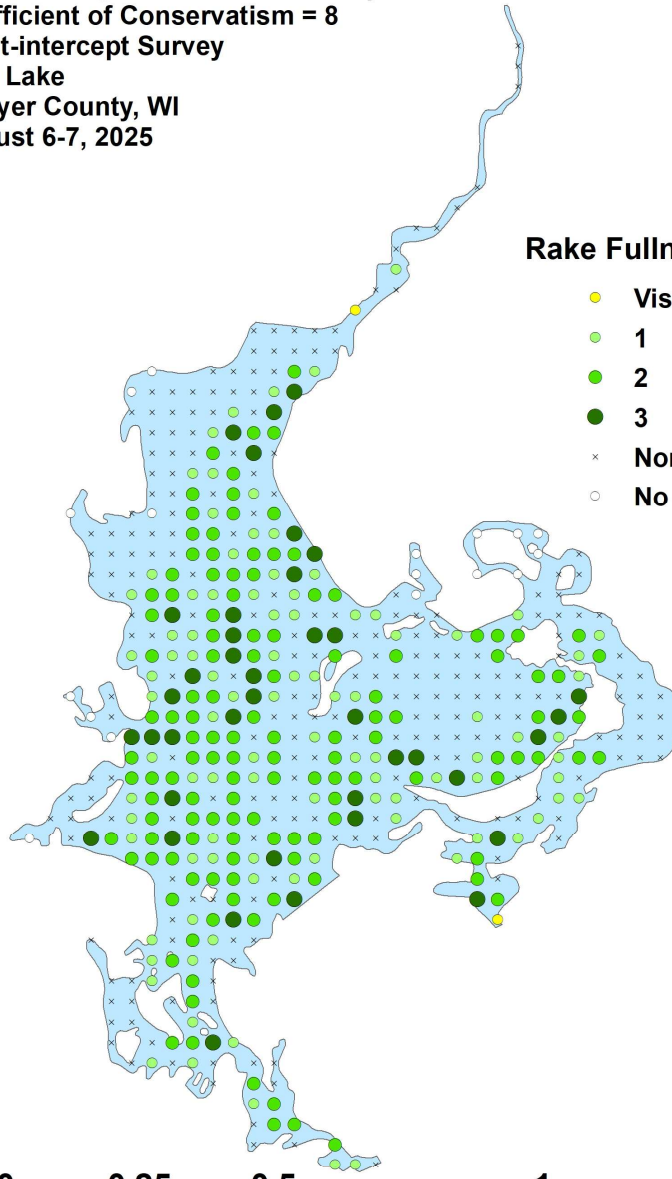 fficient of Conservatism = 8
t-intercept Survey
Lake
yer County, WI
ust 6-7, 2025
Rake Fulln
Vis
1
2
3
Non
No
0.25
0.5
1